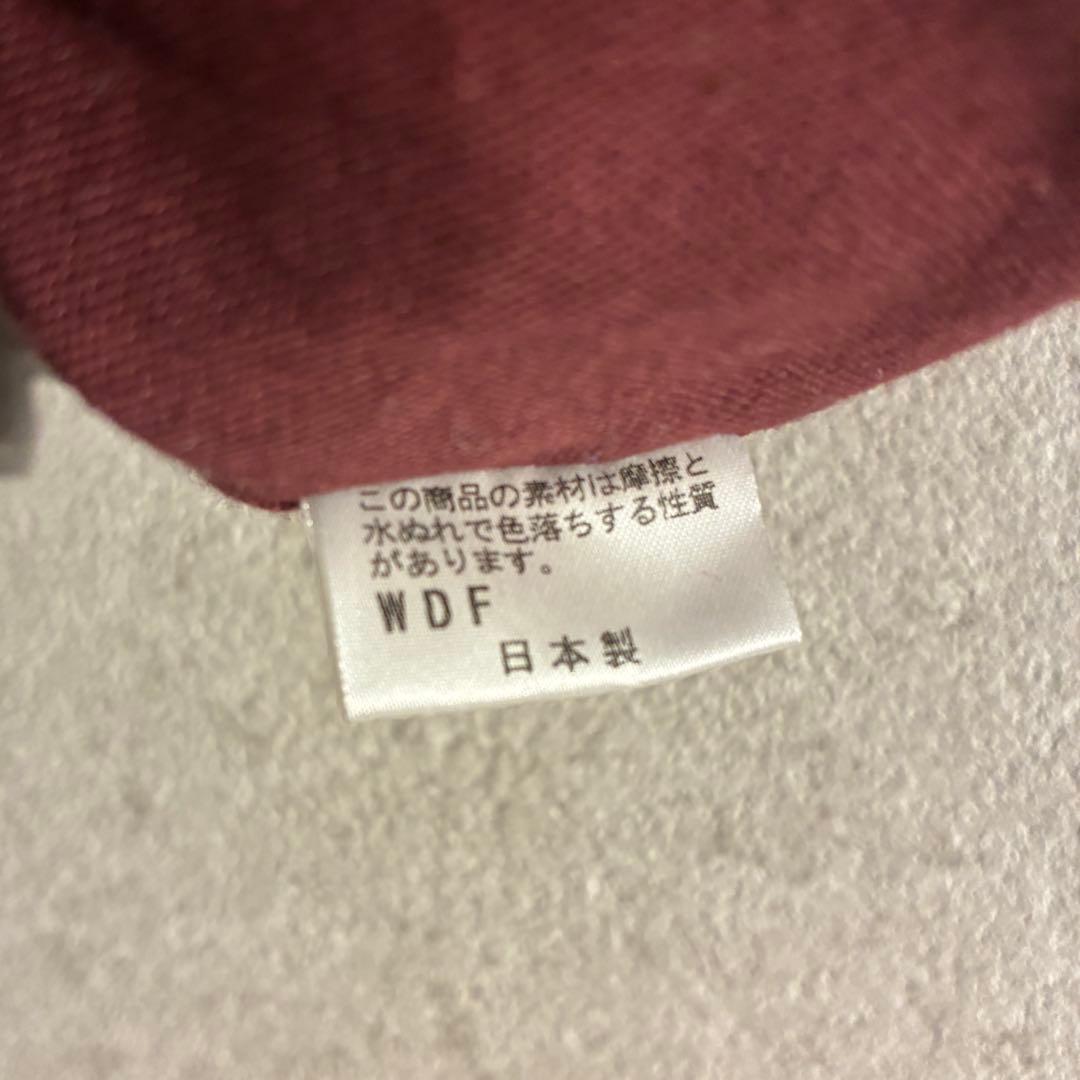 この商品の素材は摩擦と
水ぬれで色落ちする性質
があります。
WDF
日本製